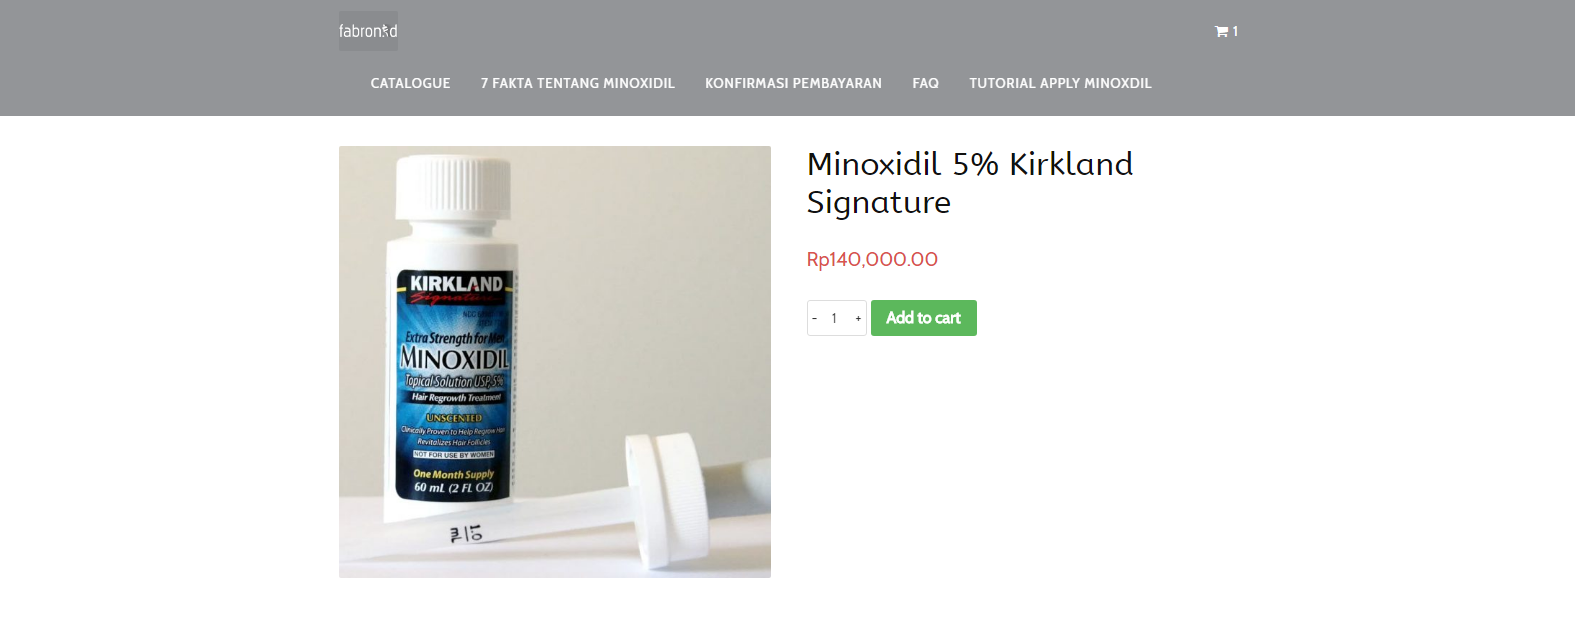 fabronid
1
CATALOGUE 7 FAKTA TENTANG MINOXIDIL KONFIRMASI PEMBAYARAN FAQ TUTORIAL APPLY MINOXDIL
Minoxidil 5% Kirkland
Signature
Rp140,000.00
- 1 + Add to cart
KIRKLAND
Signature
Extra Strength for Men
MINOXIDIL
Topical Solution USP, 5%
Hair Regrowth Treatment
UNSCENTED
Clinically Proven to Help Regrow Hair
Revitalizes Hair Follicles
NOT FOR USE BY WOMEN
One Month Supply
60 mL (2 FL OZ)